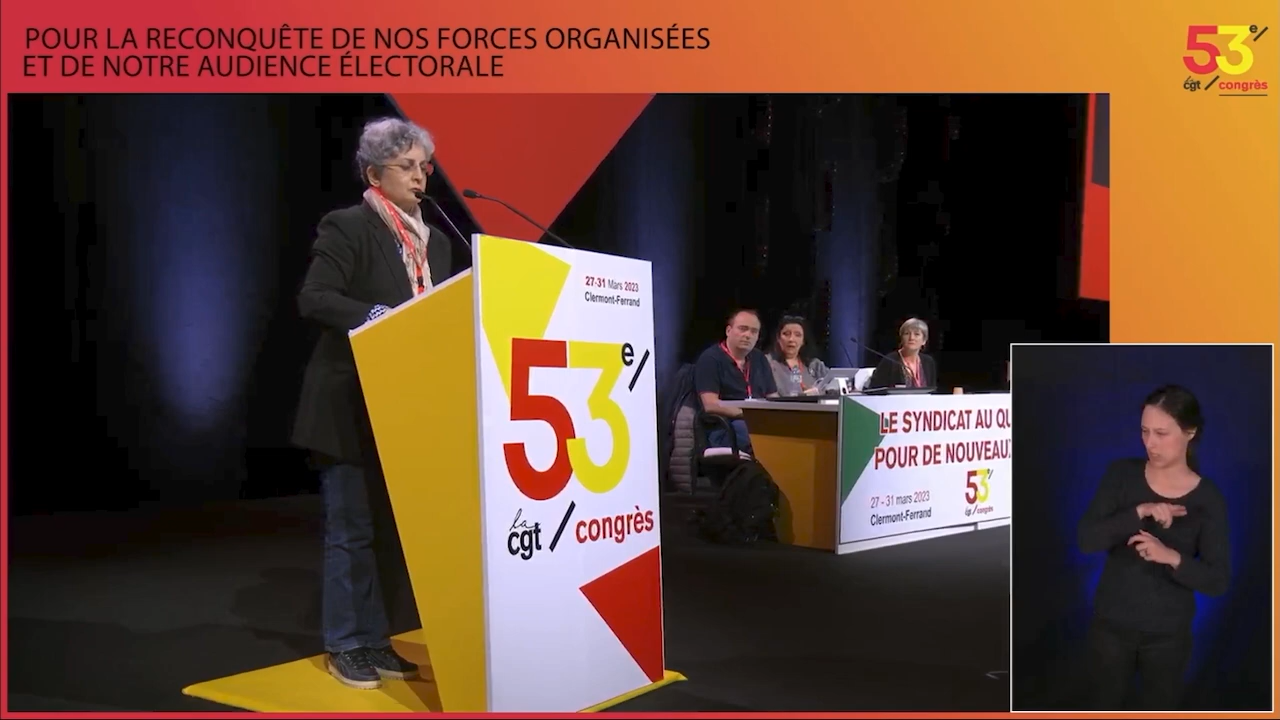 POUR LA RECONQUÊTE DE NOS FORCES ORGANISÉES
ET DE NOTRE AUDIENCE ÉLECTORALE
53e/
la cgt / congrès
27-31 Mars 2023
Clermont-Ferrand
53e/
la cgt / congrès
LE SYNDICAT AU QU
POUR DE NOUVEAUX
27 - 31 mars 2023
Clermont-Ferrand
53e/
congrès